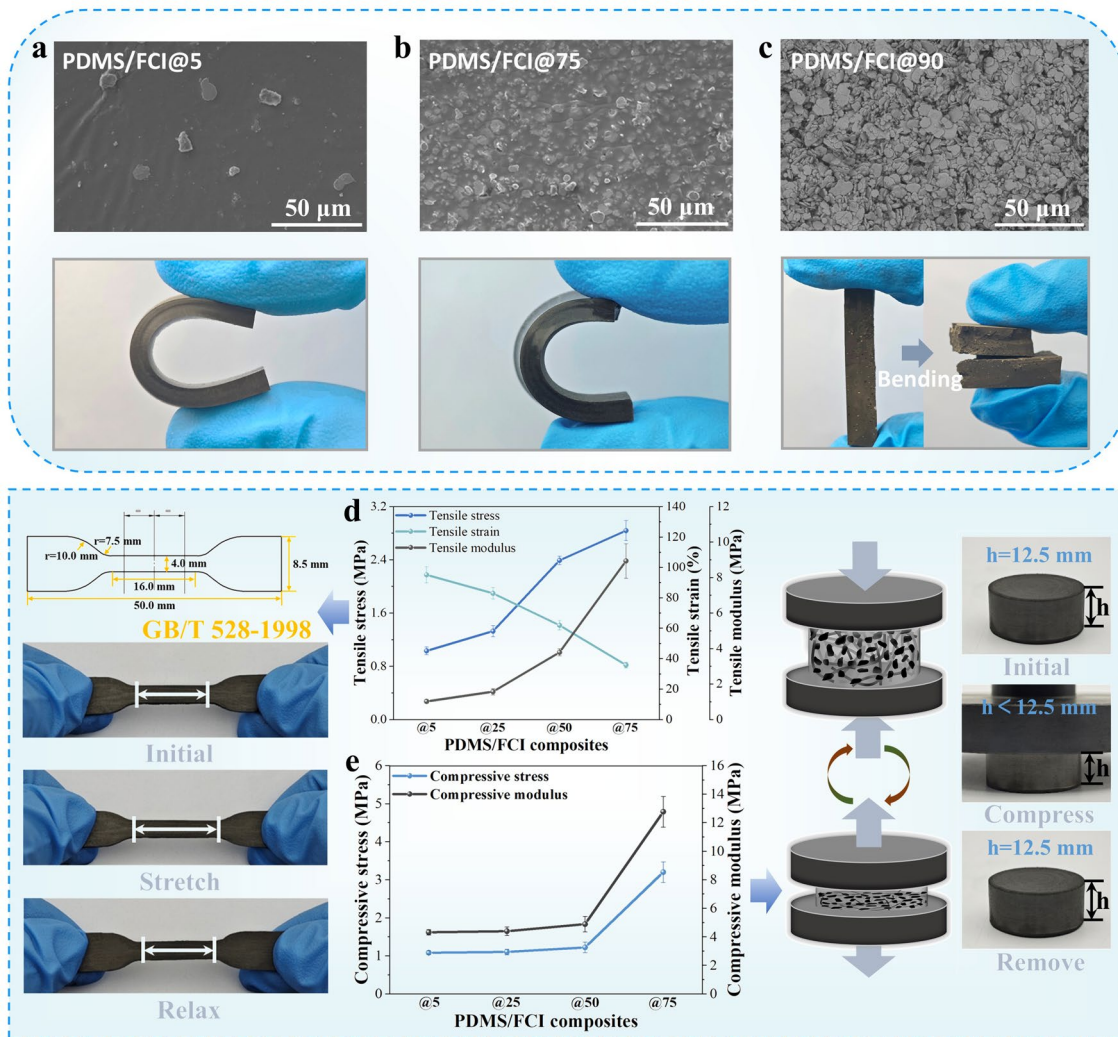 a
PDMS/FCI@5
50 µm
b
PDMS/FCI@75
50 µm
c
PDMS/FCI@90
50 µm
Bending
r=10.0 mm
r=7.5 mm
4.0 mm
8.5 mm
16.0 mm
50.0 mm
GB/T 528-1998
Initial
Stretch
Relax
d
Tensile stress
Tensile strain
Tensile modulus
3.2
2.4
1.6
0.8
0.0
Tensile stress (MPa)
140
120
100
80
60
40
20
0
Tensile strain (%)
12
10
8
6
4
2
0
Tensile modulus (MPa)
@5
@25
@50
@75
PDMS/FCI composites
e
Compressive stress
Compressive modulus
6
5
4
3
2
1
0
Compressive stress (MPa)
16
14
12
10
8
6
4
2
0
Compressive modulus (MPa)
@5
@25
@50
@75
PDMS/FCI composites
h=12.5 mm
h
Initial
h < 12.5 mm
h
Compress
h=12.5 mm
h
Remove